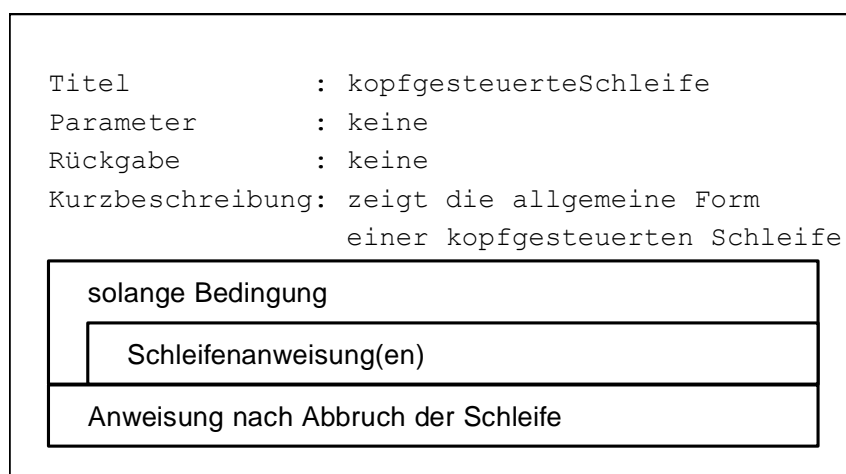 Titel : kopfgesteuerteSchleife
Parameter : keine
Rückgabe : keine
Kurzbeschreibung: zeigt die allgemeine Form
einer kopfgesteuerten Schleife
solange Bedingung
Schleifenanweisung(en)
Anweisung nach Abbruch der Schleife